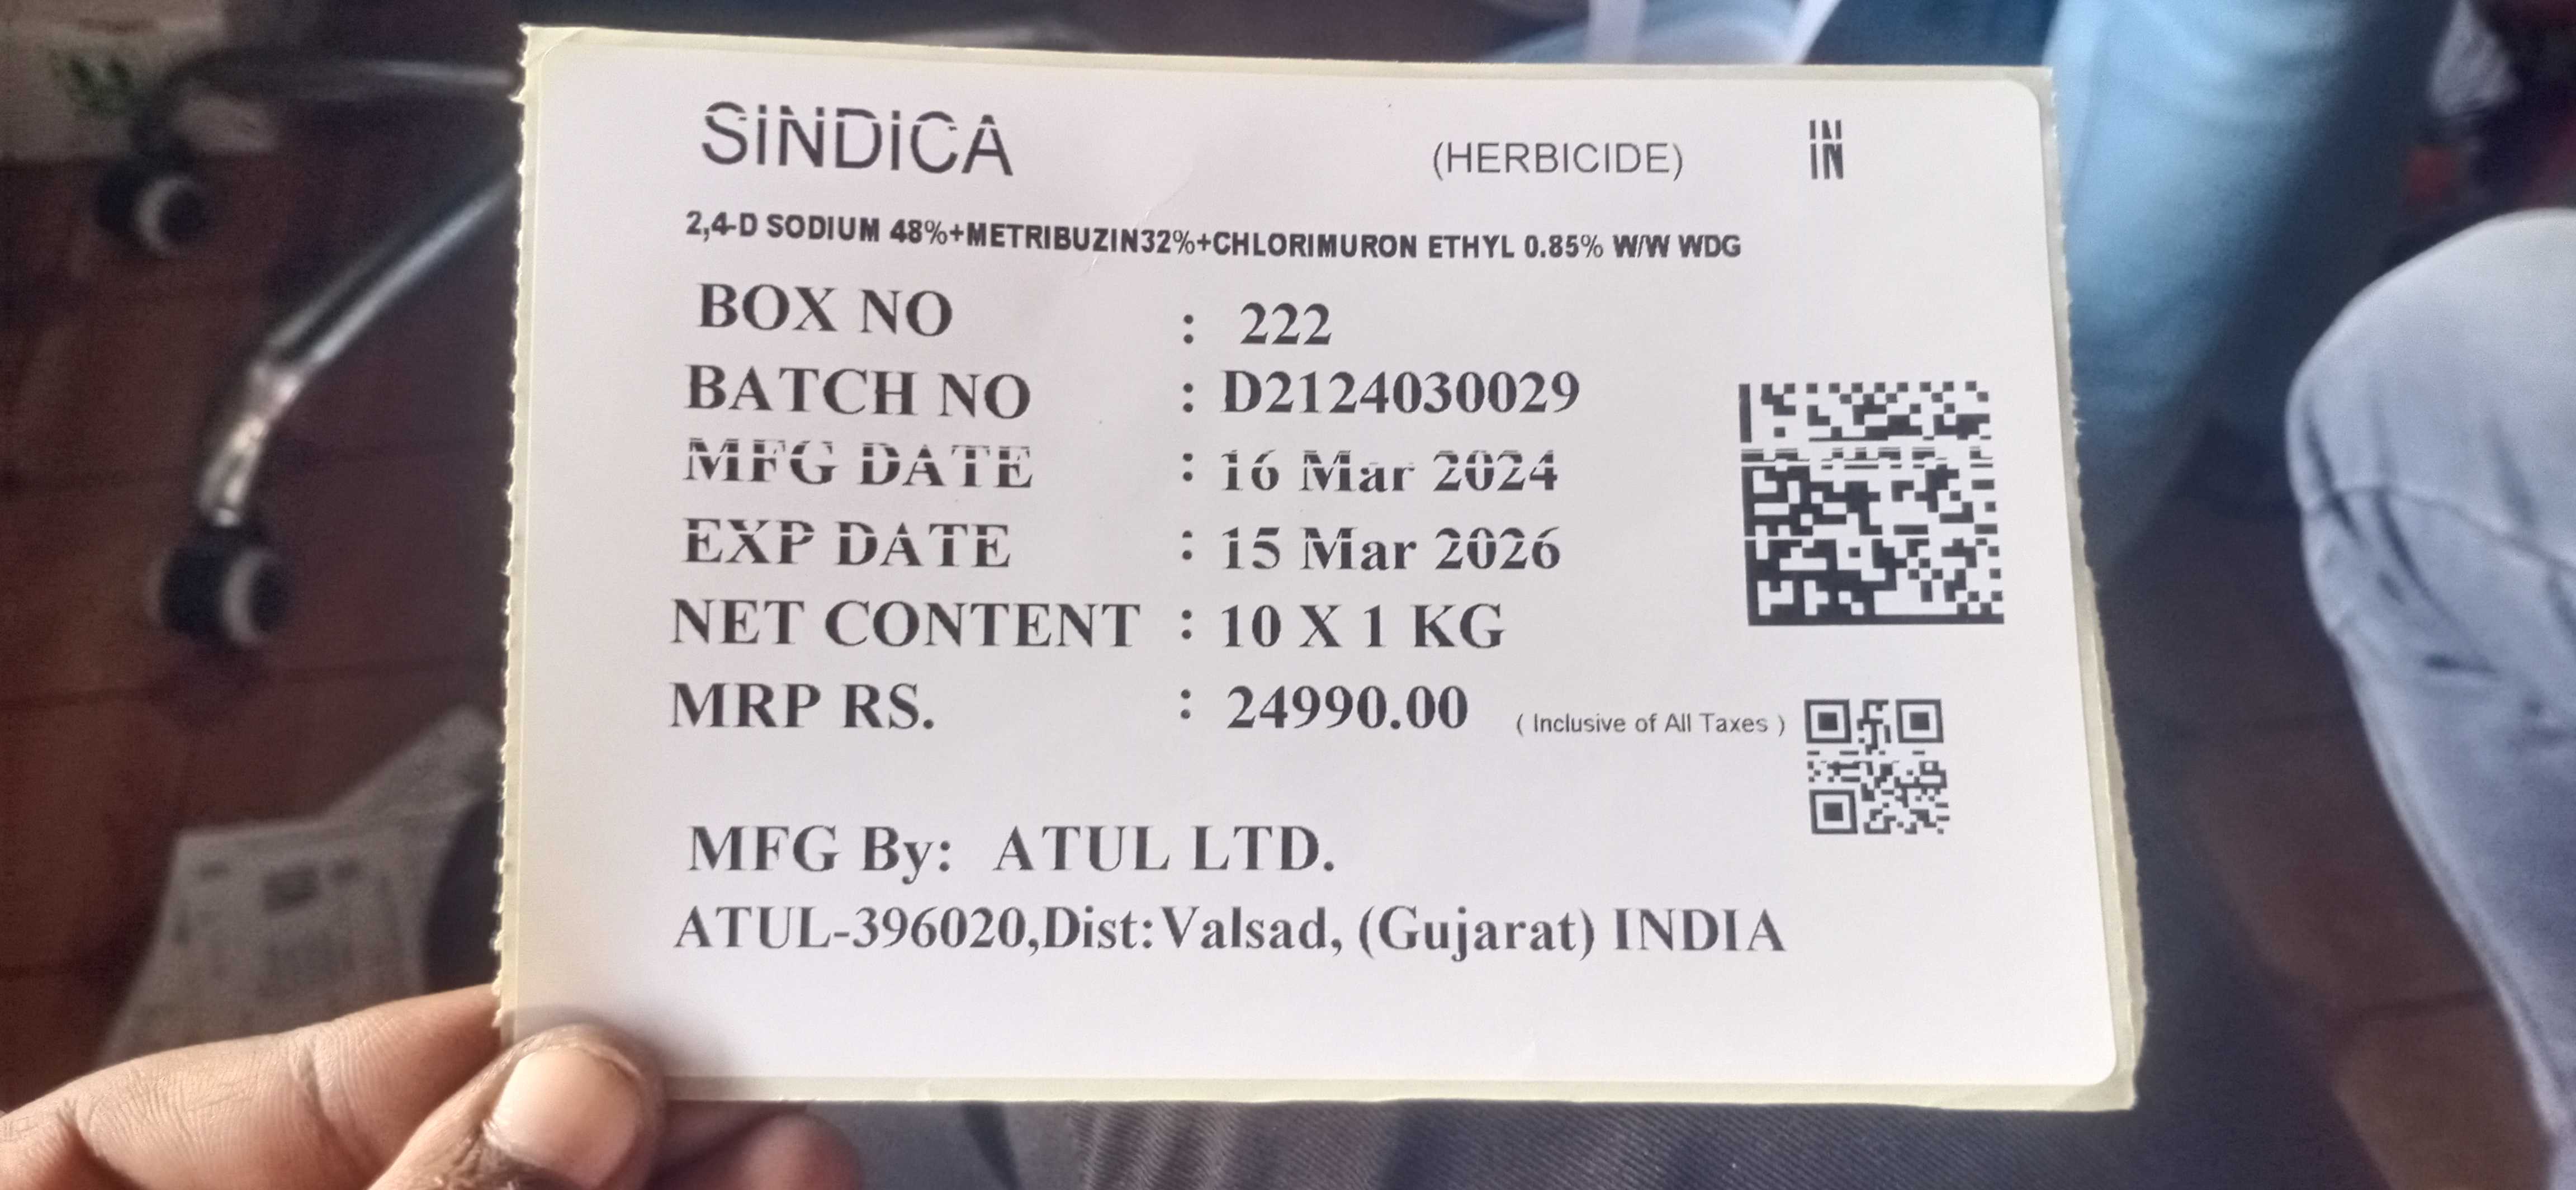 SINDICA (HERBICIDE) IN
2,4-D SODIUM 48%+METRIBUZIN32%+CHLORIMURON ETHYL 0.85% W/W WDG
BOX NO : 222
BATCH NO : D2124030029
MFG DATE : 16 Mar 2024
EXP DATE : 15 Mar 2026
NET CONTENT : 10 X 1 KG
MRP RS. : 24990.00 ( Inclusive of All Taxes )
MFG By: ATUL LTD.
ATUL-396020,Dist:Valsad, (Gujarat) INDIA